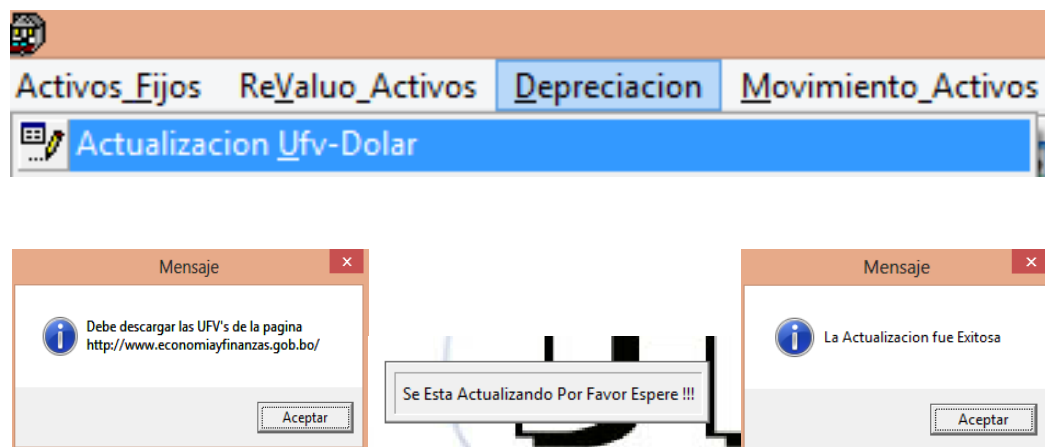 Activos_Fijos ReValuo_Activos Depreciacion Movimiento_Activos
Actualizacion Ufv-Dolar
Mensaje
Debe descargar las UFV's de la pagina
http://www.economiayfinanzas.gob.bo/
Aceptar
Se Esta Actualizando Por Favor Espere !!!
Mensaje
La Actualizacion fue Exitosa
Aceptar